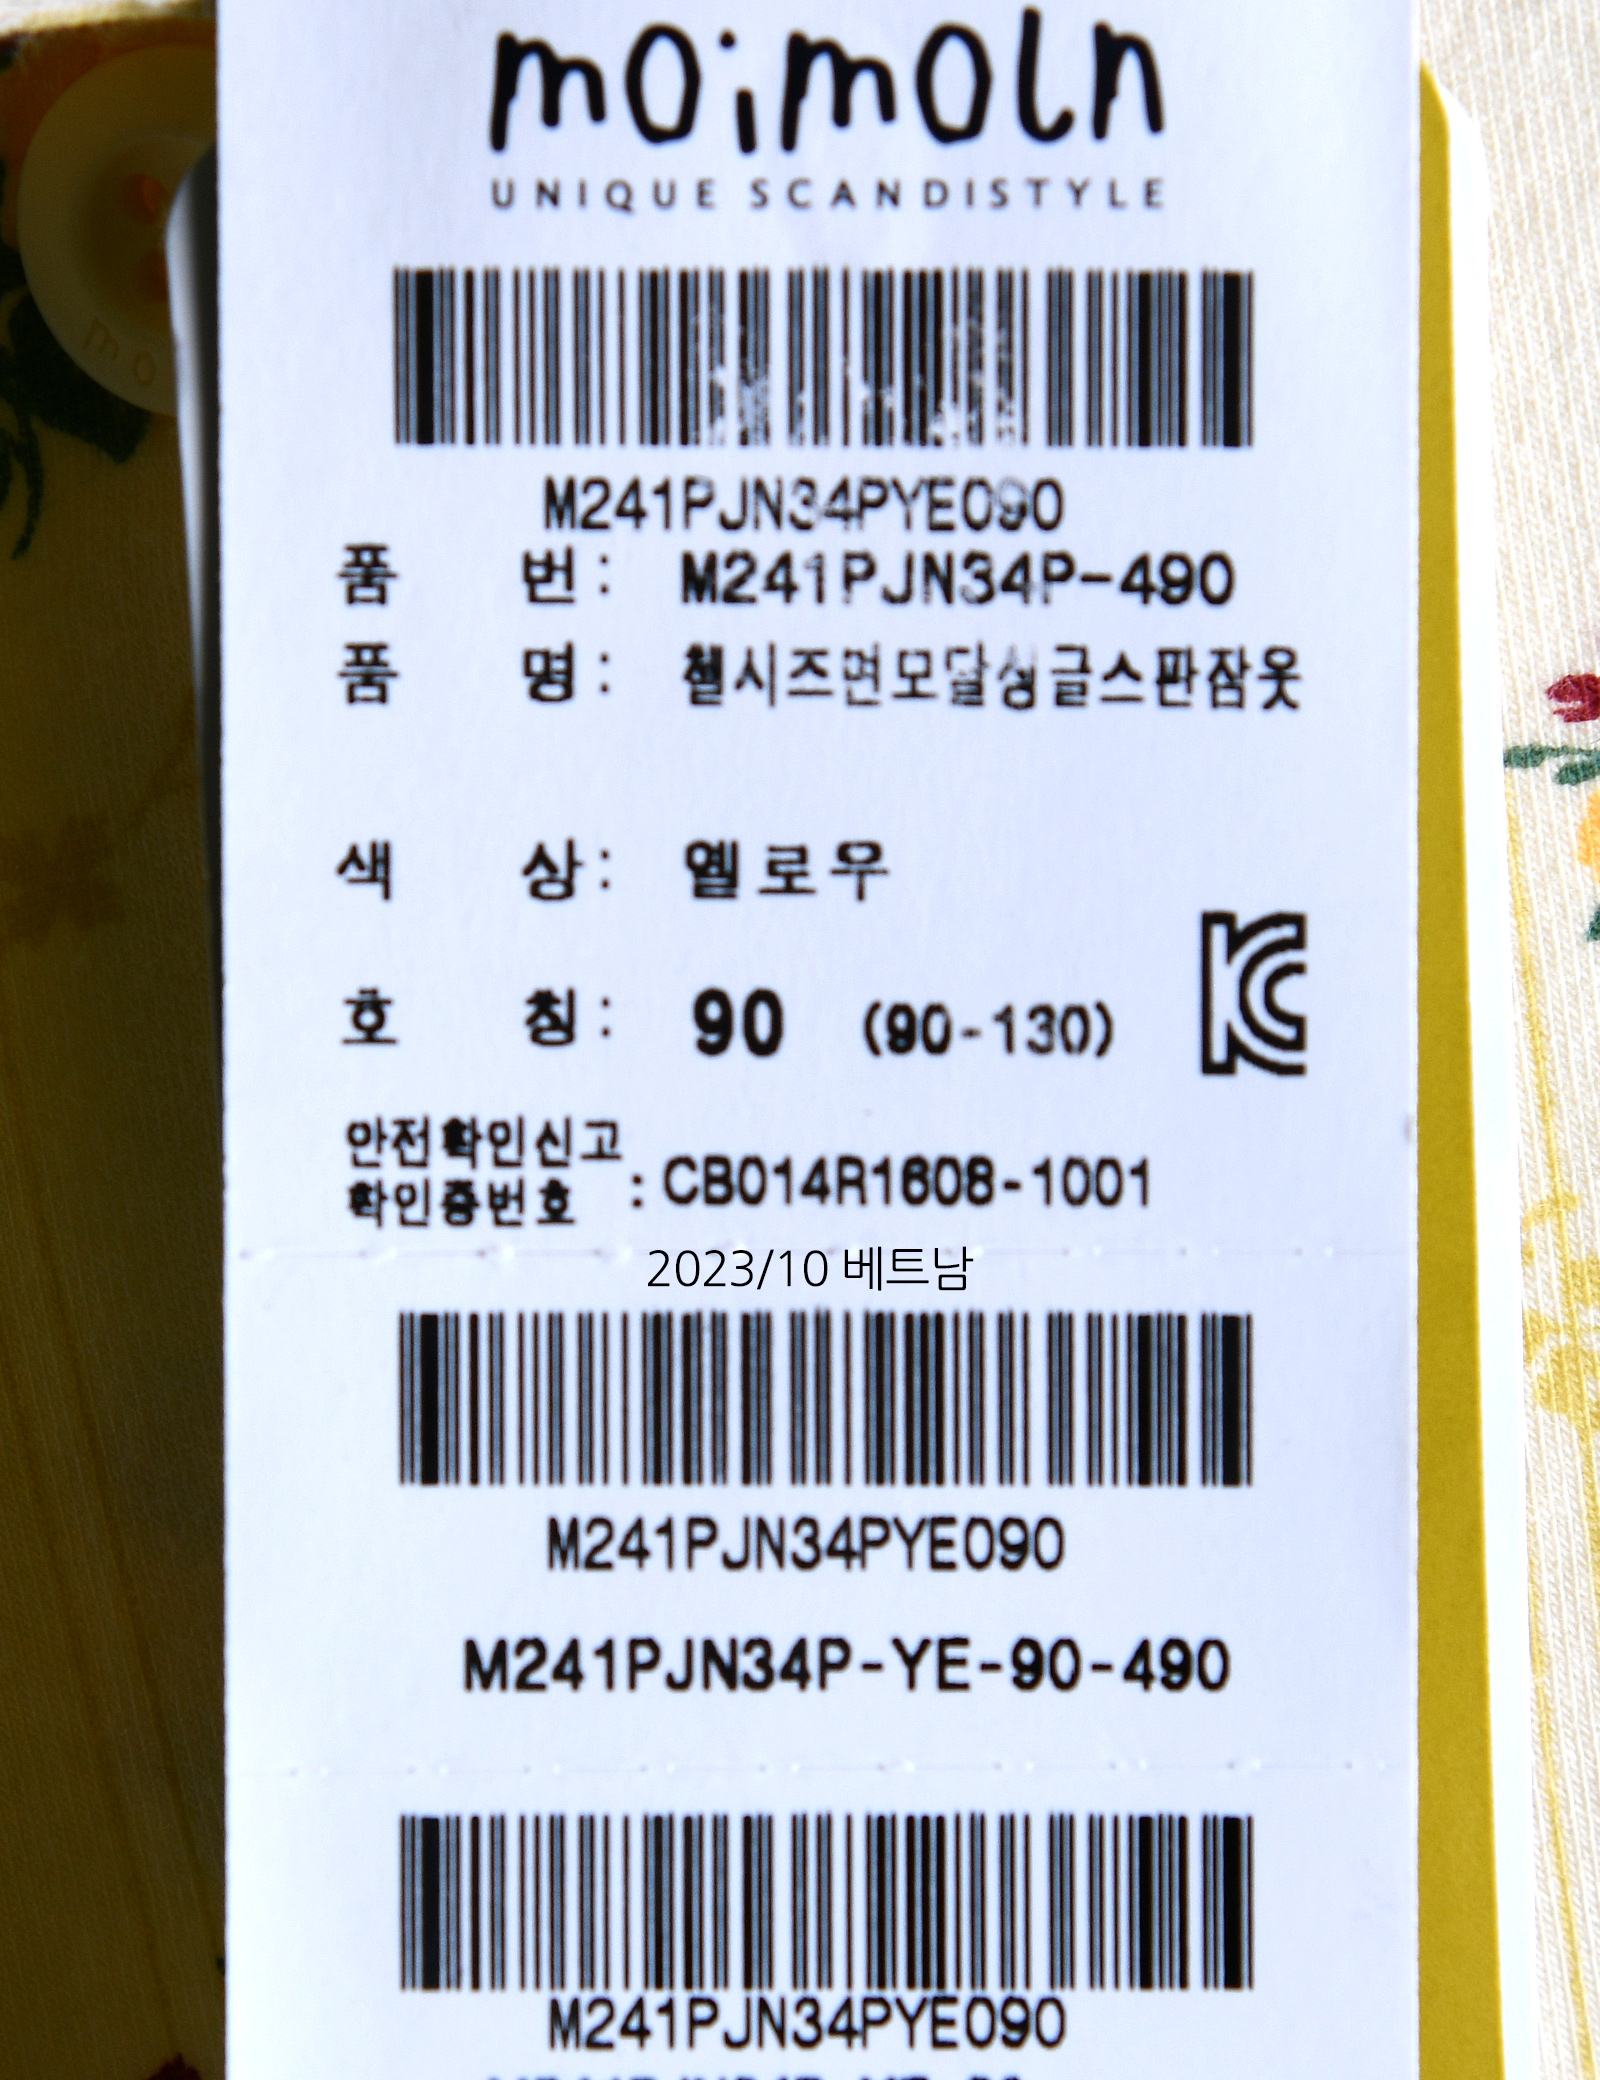 moimoln
UNIQUE SCANDISTYLE
M241PJN34PYE090
품 번: M241PJN34P-490
품 명: 첼시즈면모달싱글스판잠옷
색 상: 옐로우
호 칭: 90 (90-130)
안전확인신고
확인증번호 : CB014R1608-1001
2023/10 베트남
M241PJN34PYE090
M241PJN34P-YE-90-490
M241PJN34PYE090